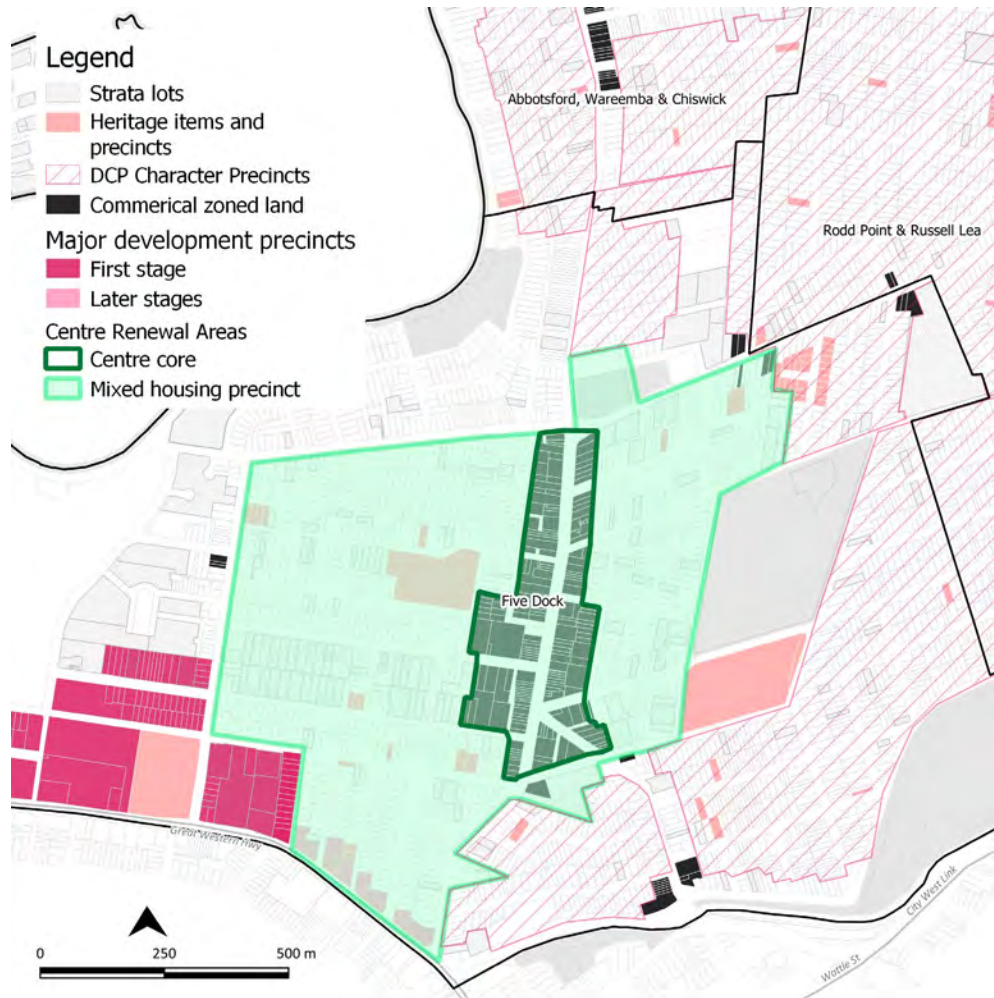 Legend
Strata lots
Heritage items and
precincts
DCP Character Precincts
Commerical zoned land
Major development precincts
First stage
Later stages
Centre Renewal Areas
Centre core
Mixed housing precinct
Abbotsford, Wareemba & Chiswick
Rodd Point & Russell Lea
Five Dock
Great Western Hwy
City West Link
Wattle St
0 250 500 m